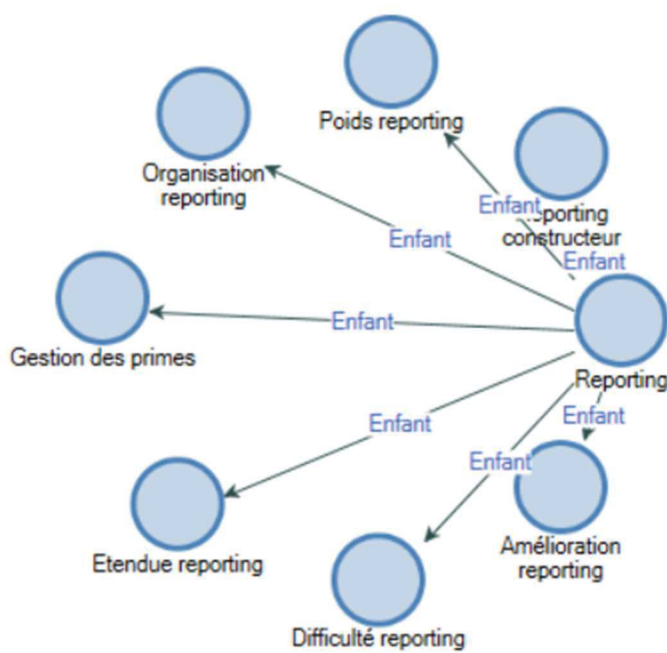 Poids reporting
Organisation
reporting
Enfant
constructeur
Enfant
Enfant
Enfant
Gestion des primes
Reporting
Enfant
Enfant
Enfant
Amélioration
reporting
Etendue reporting
Difficulté reporting